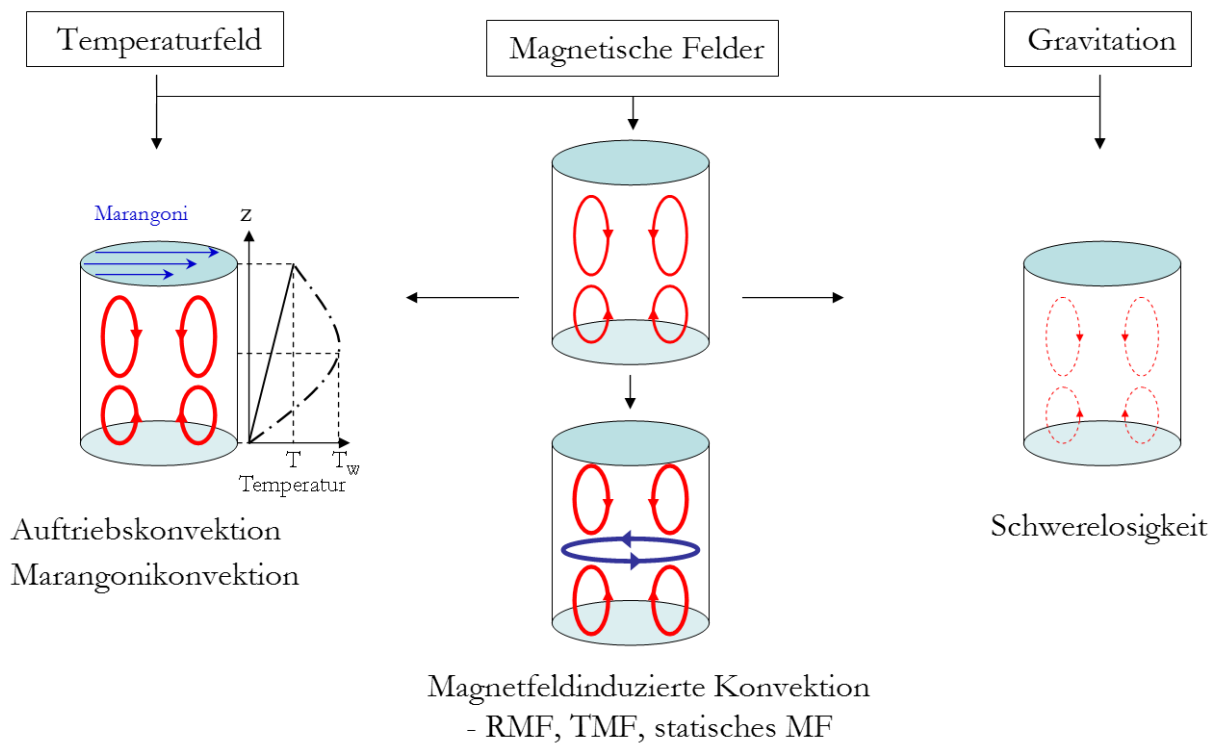 Temperaturfeld
Magnetische Felder
Gravitation
Marangoni
z
T
T_w
Temperatur
Auftriebskonvektion
Marangonikonvektion
Schwerelosigkeit
Magnetfeldinduzierte Konvektion
- RMF, TMF, statisches MF